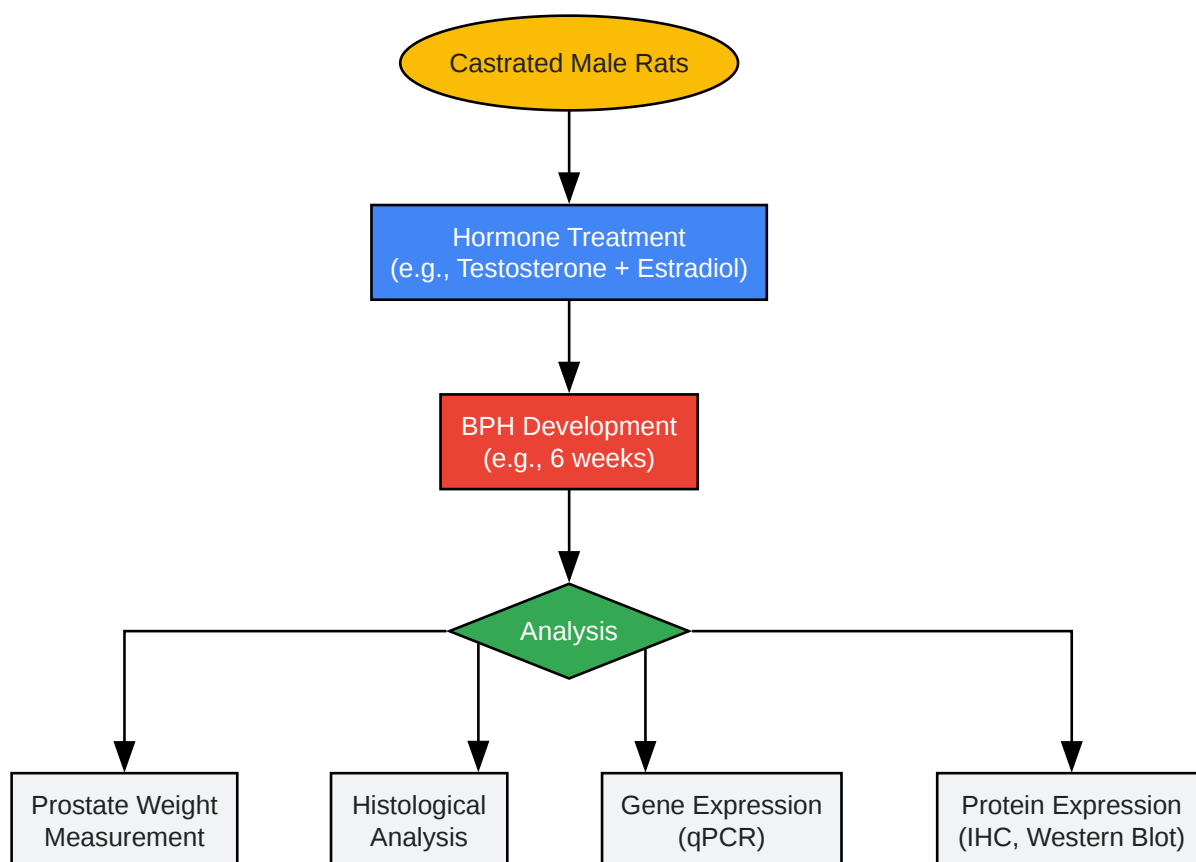 Castrated Male Rats
Hormone Treatment
(e.g., Testosterone + Estradiol)
BPH Development
(e.g., 6 weeks)
Analysis
Prostate Weight
Measurement
Histological
Analysis
Gene Expression
(qPCR)
Protein Expression
(IHC, Western Blot)